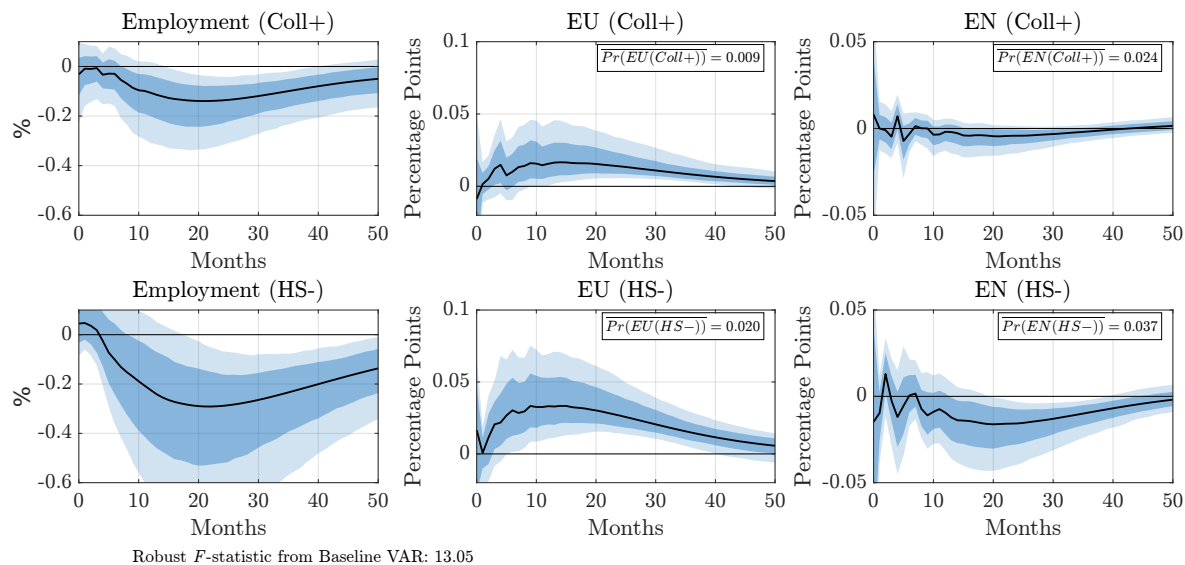 Employment (Coll+)
EU (Coll+)
EN (Coll+)
%
0
-0.2
-0.4
-0.6
0 10 20 30 40 50
Months
Percentage Points
0.1
0.05
0
0 10 20 30 40 50
Months
Pr(EU(Coll+)) = 0.009
Percentage Points
0.05
0
-0.05
0 10 20 30 40 50
Months
Pr(EN(Coll+)) = 0.024
Employment (HS-)
EU (HS-)
EN (HS-)
%
0
-0.2
-0.4
-0.6
0 10 20 30 40 50
Months
Percentage Points
0.1
0.05
0
0 10 20 30 40 50
Months
Pr(EU(HS−)) = 0.020
Percentage Points
0.05
0
-0.05
0 10 20 30 40 50
Months
Pr(EN(HS−)) = 0.037
Robust F-statistic from Baseline VAR: 13.05